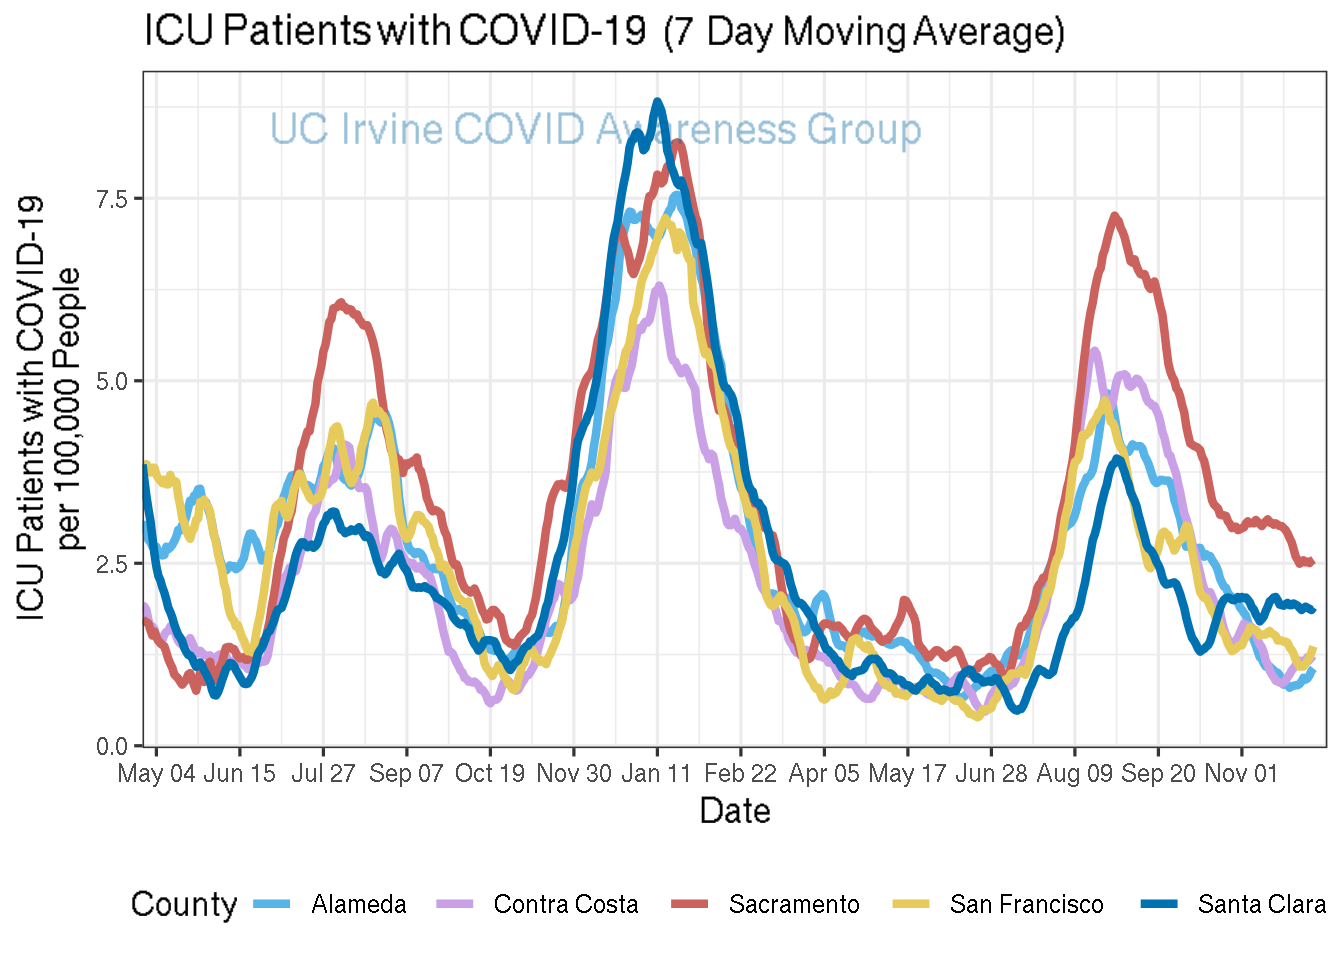 ICU Patients with COVID-19 (7 Day Moving Average)
UC Irvine COVID Awareness Group
ICU Patients with COVID-19
per 100,000 People
7.5
5.0
2.5
0.0
May 04 Jun 15 Jul 27 Sep 07 Oct 19 Nov 30 Jan 11 Feb 22 Apr 05 May 17 Jun 28 Aug 09 Sep 20 Nov 01
Date
County Alameda Contra Costa Sacramento San Francisco Santa Clara